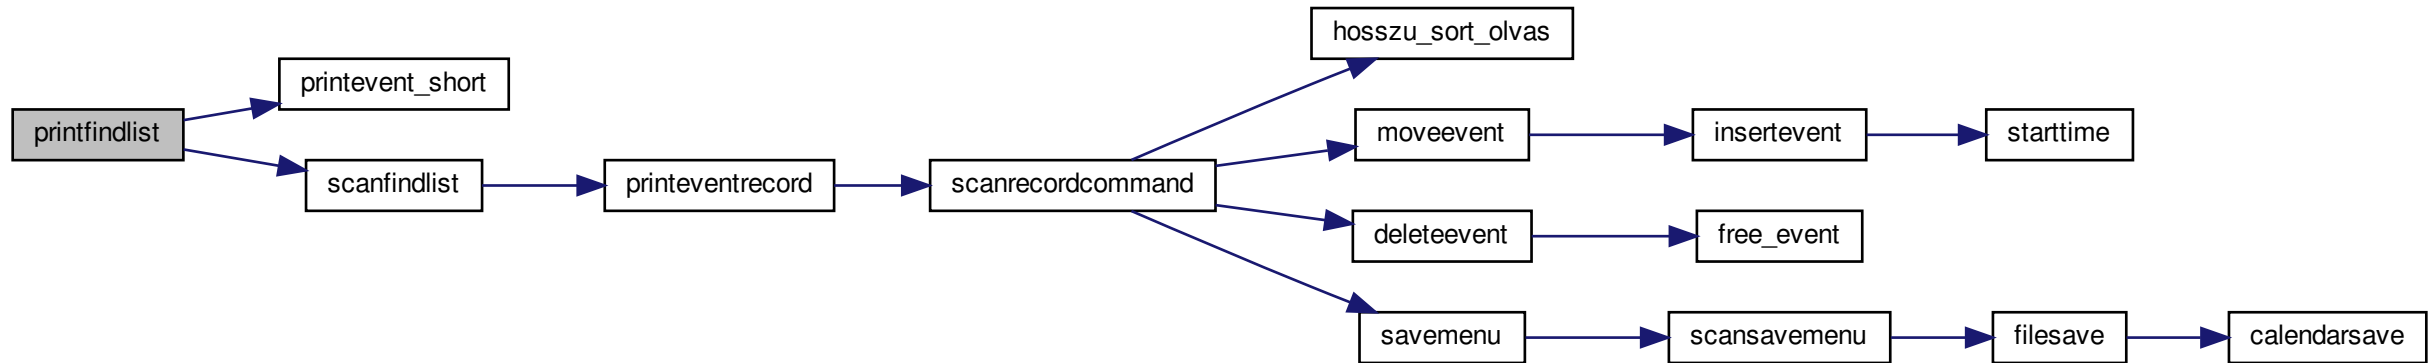 printfindlist
printevent_short
scanfindlist
printeventrecord
scanrecordcommand
hosszu_sort_olvas
moveevent
insertevent
starttime
deleteevent
free_event
savemenu
scansavemenu
filesave
calendarsave